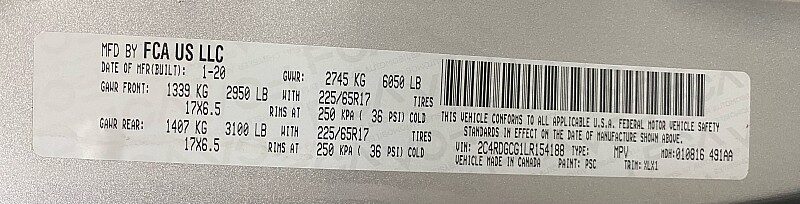 MFD BY FCA US LLC
DATE OF MFR(BUILT): 1-20 GVWR: 2745 KG 6050 LB
GAWR FRONT: 1339 KG 2950 LB WITH 225/65R17 TIRES
17X6.5 RIMS AT 250 KPA ( 36 PSI) COLD
GAWR REAR: 1407 KG 3100 LB WITH 225/65R17 TIRES
17X6.5 RIMS AT 250 KPA ( 36 PSI) COLD
THIS VEHICLE CONFORMS TO ALL APPLICABLE U.S.A. FEDERAL MOTOR VEHICLE SAFETY
STANDARDS IN EFFECT ON THE DATE OF MANUFACTURE SHOWN ABOVE.
VIN: 2C4RDGCG1LR154188 TYPE: MPV MDH: 010816 491AA
VEHICLE MADE IN CANADA PAINT: PSC TRIM: XLX1